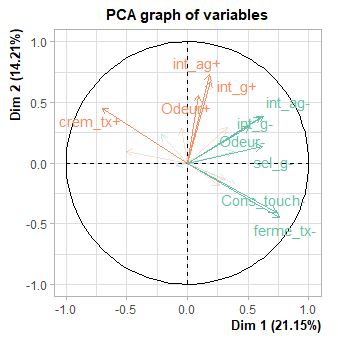 PCA graph of variables
Dim 2 (14.21%)
1.0
0.5
0.0
-0.5
-1.0
int_ag+
int_g+
int_ag-
Odeur+
crem_tx+
int_g-
Odeur-
sel_g
Cons_touch
ferme_tx-
-1.0 -0.5 0.0 0.5 1.0
Dim 1 (21.15%)